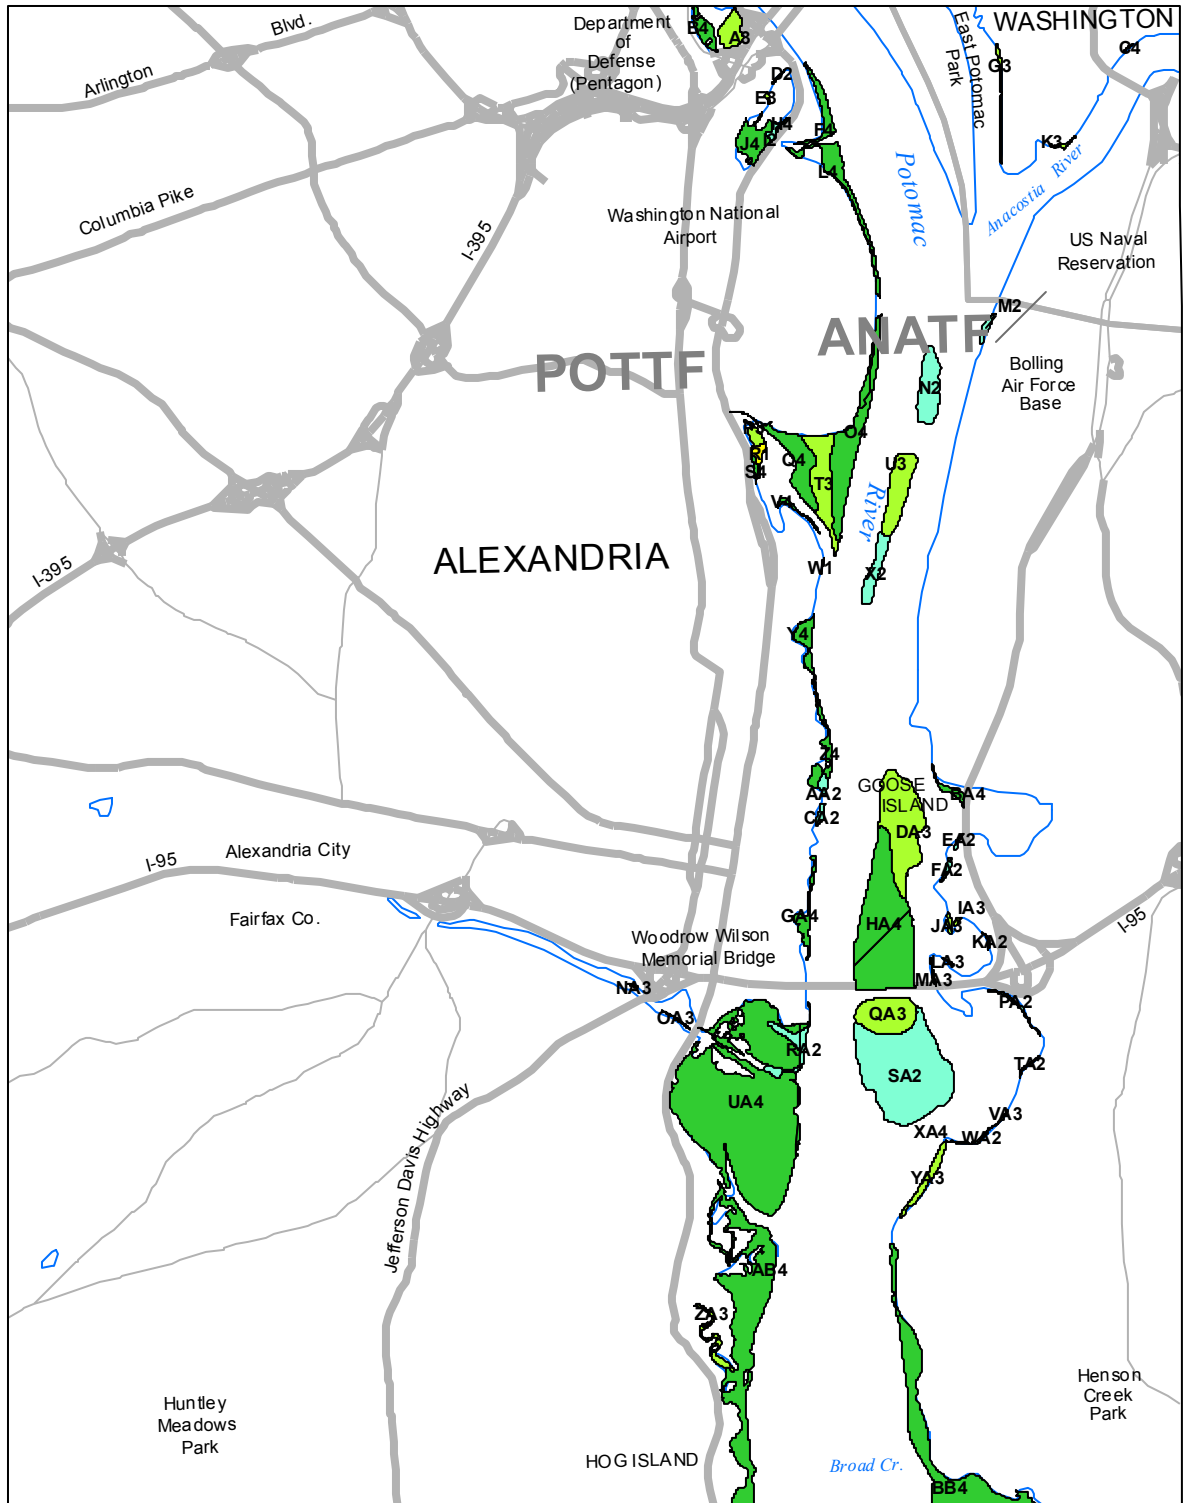 WASHINGTON
Blvd.
Department
of
Defense
(Pentagon)
B4
A3
East Potomac
Park
C4
G3
Arlington
D2
E3
H4
F4
J4
K3
L4
Potomac
Anacostia River
Columbia Pike
I-395
Washington National
Airport
US Naval
Reservation
M2
ANATF
POTTF
Bolling
Air Force
Base
N2
O4
R1
Q4
S4
T3
U3
V4
River
ALEXANDRIA
W1
X2
I-395
Y4
Z4
GOOSE
ISLAND
AA2
BA4
CA2
DA3
EA2
I-95
Alexandria City
FA2
Fairfax Co.
GA4
HA4
IA3
JA3
KA2
I-95
Woodrow Wilson
Memorial Bridge
LA3
MA3
NA3
OA3
PA2
QA3
RA2
SA2
TA2
UA4
VA3
XA4
WA2
YA3
Jefferson Davis Highway
AB4
ZA3
Huntley
Meadows
Park
Henson
Creek
Park
HOG ISLAND
Broad Cr.
BB4